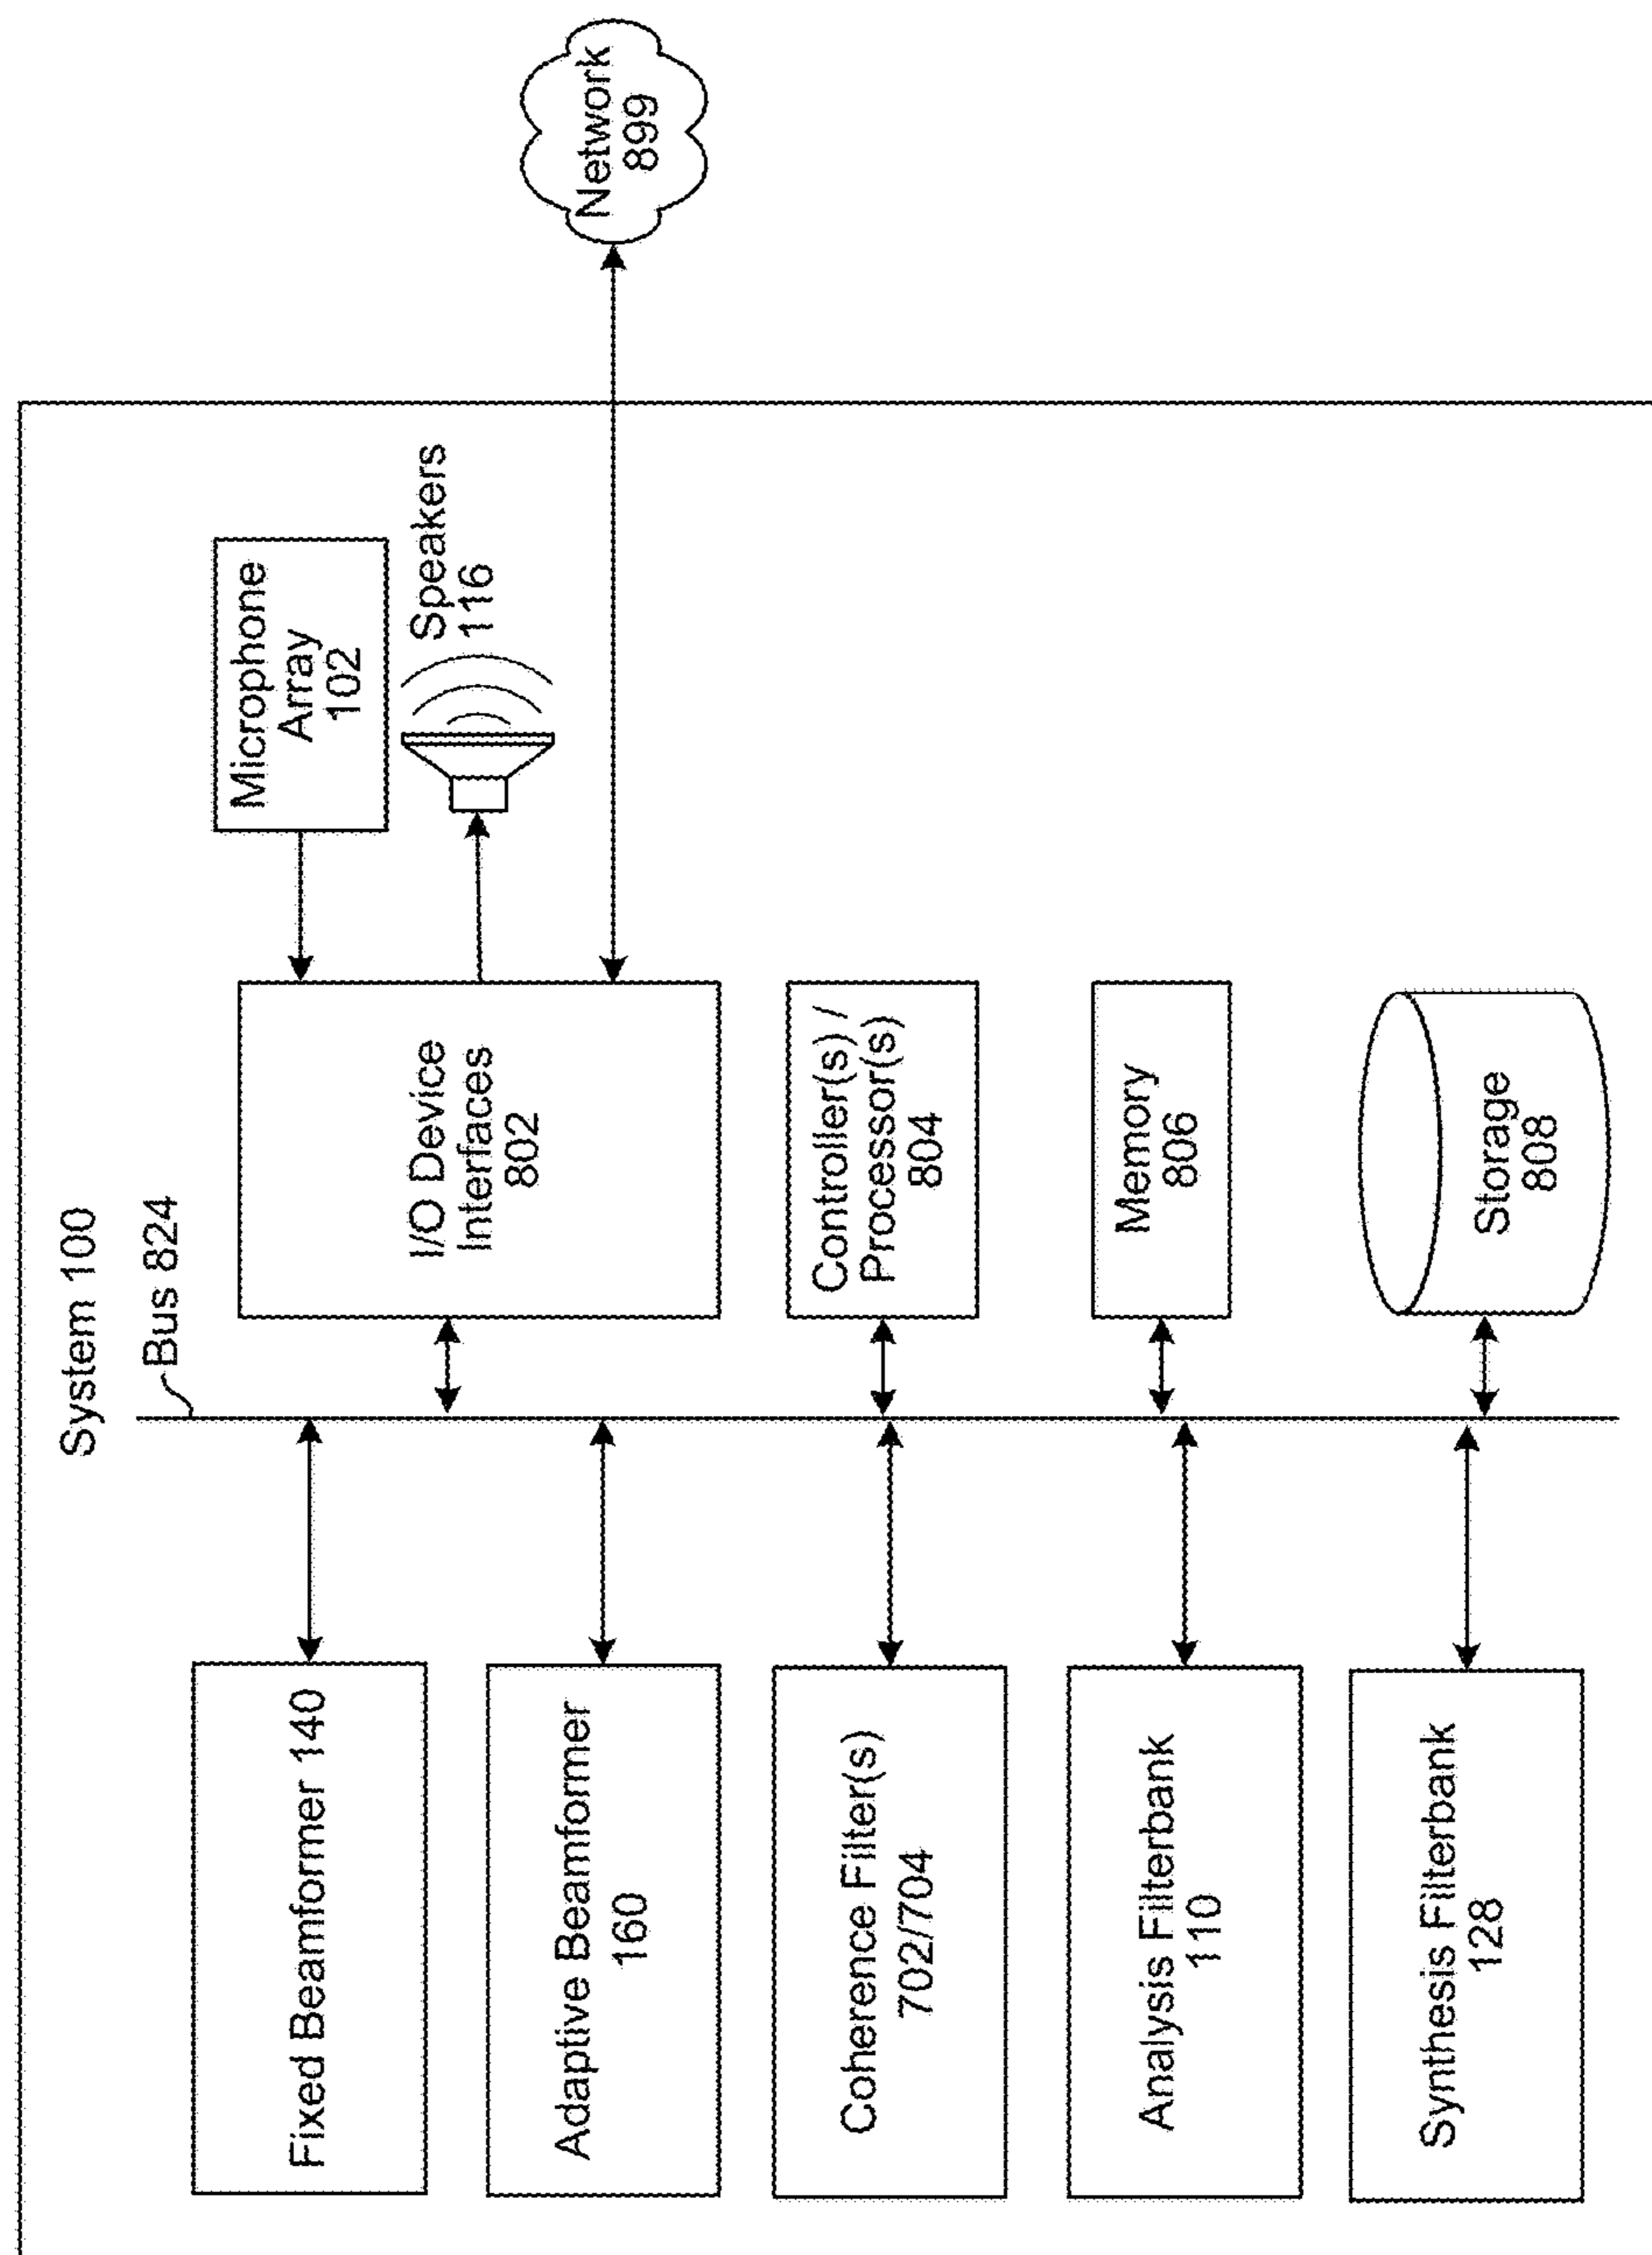 System 100
Bus 824
Fixed Beamformer 140
Adaptive Beamformer
160
Coherence Filter(s)
702/704
Analysis Filterbank
110
Synthesis Filterbank
128
I/O Device
Interfaces
802
Controller(s) /
Processor(s)
804
Memory
806
Storage
808
Microphone
Array
102
Speakers
116
Network
899